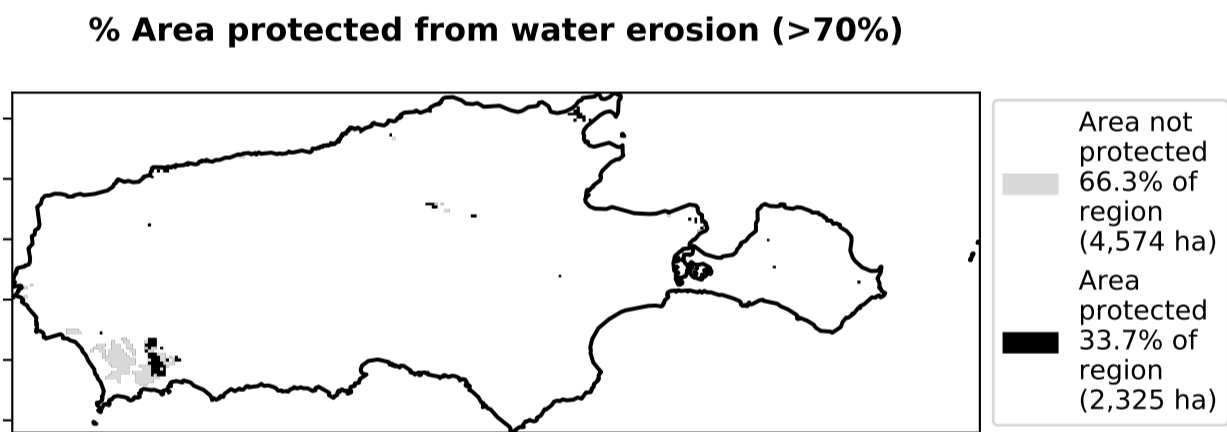 % Area protected from water erosion (>70%)
Area not
protected
66.3% of
region
(4,574 ha)
Area
protected
33.7% of
region
(2,325 ha)